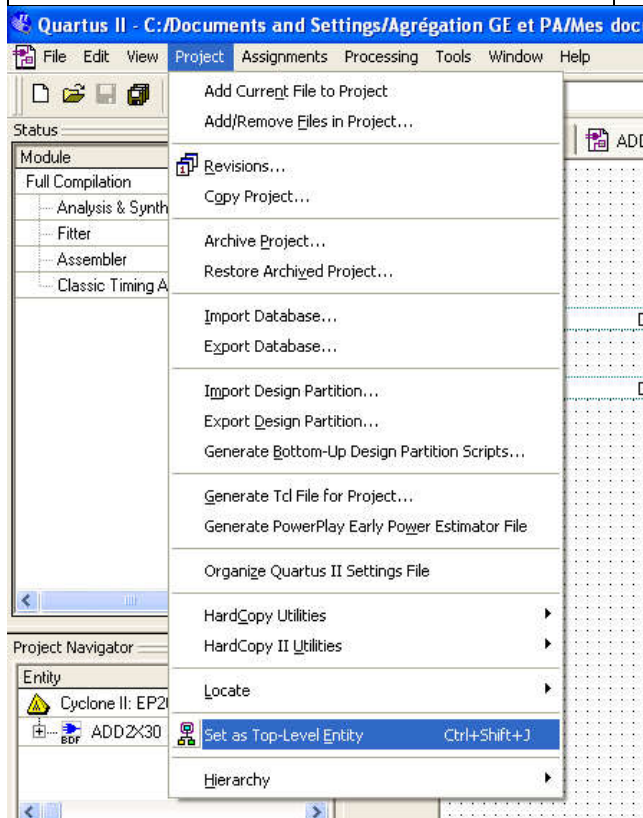 Quartus II - C:/Documents and Settings/Agrégation GE et PA/Mes doc
File Edit View Project Assignments Processing Tools Window Help
Add Current File to Project
Add/Remove Files in Project...
Status
ADD
Module
Revisions...
Full Compilation
Copy Project...
Analysis & Synth
Fitter
Archive Project...
Assembler
Restore Archived Project...
Classic Timing A
Import Database...
Export Database...
Import Design Partition...
Export Design Partition...
Generate Bottom-Up Design Partition Scripts...
Generate Tcl File for Project...
Generate PowerPlay Early Power Estimator File
Organize Quartus II Settings File
HardCopy Utilities
Project Navigator
HardCopy II Utilities
Entity
Locate
Cyclone II: EP2
BDF ADD2X30
Set as Top-Level Entity Ctrl+Shift+J
Hierarchy